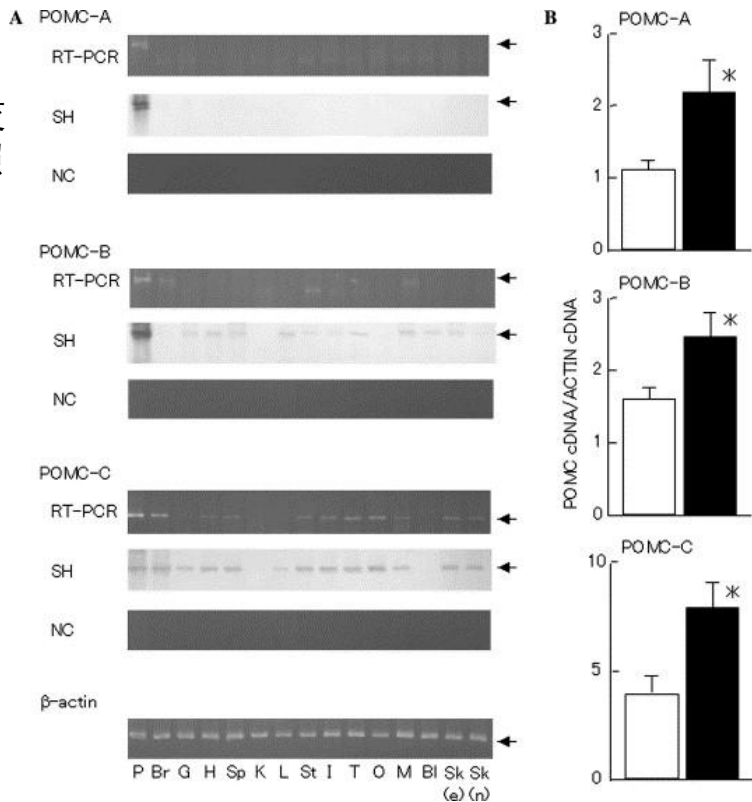 A
POMC-A
RT-PCR
SH
NC
POMC-B
RT-PCR
SH
NC
POMC-C
RT-PCR
SH
NC
β-actin
P Br G H Sp K L St I T O M Bl Sk Sk
(e) (n)
B
POMC cDNA/ACTIN cDNA
POMC-A
3
2
1
0
*
POMC-B
3
2
1
0
*
POMC-C
10
5
0
*